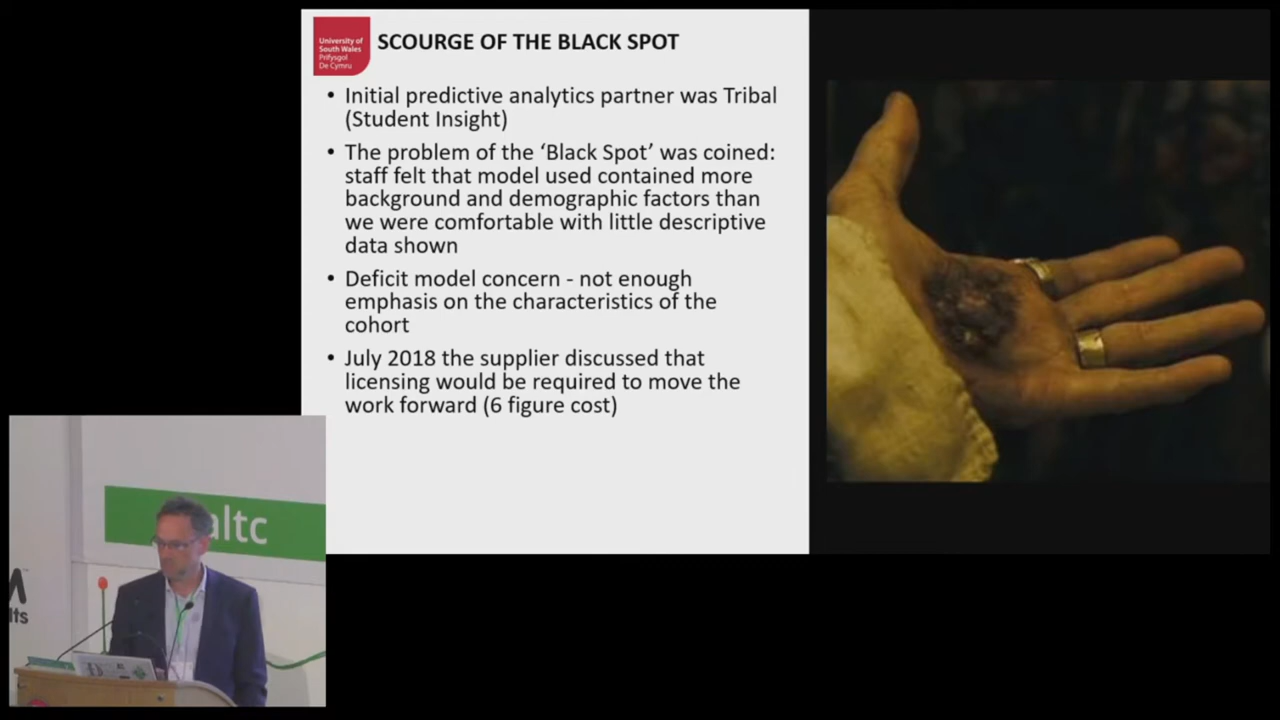 University of
South Wales
Prifysgol
De Cymru
SCOURGE OF THE BLACK SPOT
• Initial predictive analytics partner was Tribal
(Student Insight)
• The problem of the ‘Black Spot’ was coined:
staff felt that model used contained more
background and demographic factors than
we were comfortable with little descriptive
data shown
• Deficit model concern - not enough
emphasis on the characteristics of the
cohort
• July 2018 the supplier discussed that
licensing would be required to move the
work forward (6 figure cost)
altc
lts